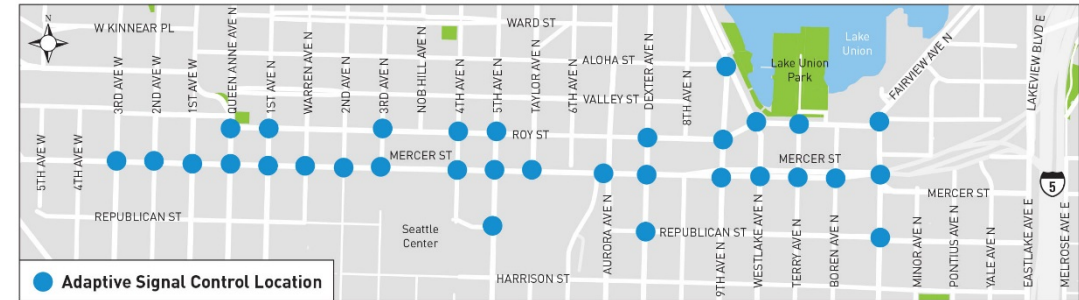 N
W KINNEAR PL
WARD ST
ALOHA ST
VALLEY ST
ROY ST
MERCER ST
MERCER ST
MERCER ST
REPUBLICAN ST
REPUBLICAN ST
HARRISON ST
5TH AVE W
4TH AVE W
3RD AVE W
2ND AVE W
1ST AVE W
QUEEN ANNE AVE N
1ST AVE N
WARREN AVE N
2ND AVE N
3RD AVE N
NOB HILL AVE N
4TH AVE N
5TH AVE N
TAYLOR AVE N
6TH AVE N
AURORA AVE N
DEXTER AVE N
8TH AVE N
9TH AVE N
WESTLAKE AVE N
TERRY AVE N
BOREN AVE N
FAIRVIEW AVE N
MINOR AVE N
PONTIUS AVE N
YALE AVE N
EASTLAKE AVE E
LAKEVIEW BLVD E
MELROSE AVE E
Lake
Union
Lake Union
Park
Seattle
Center
5
Adaptive Signal Control Location